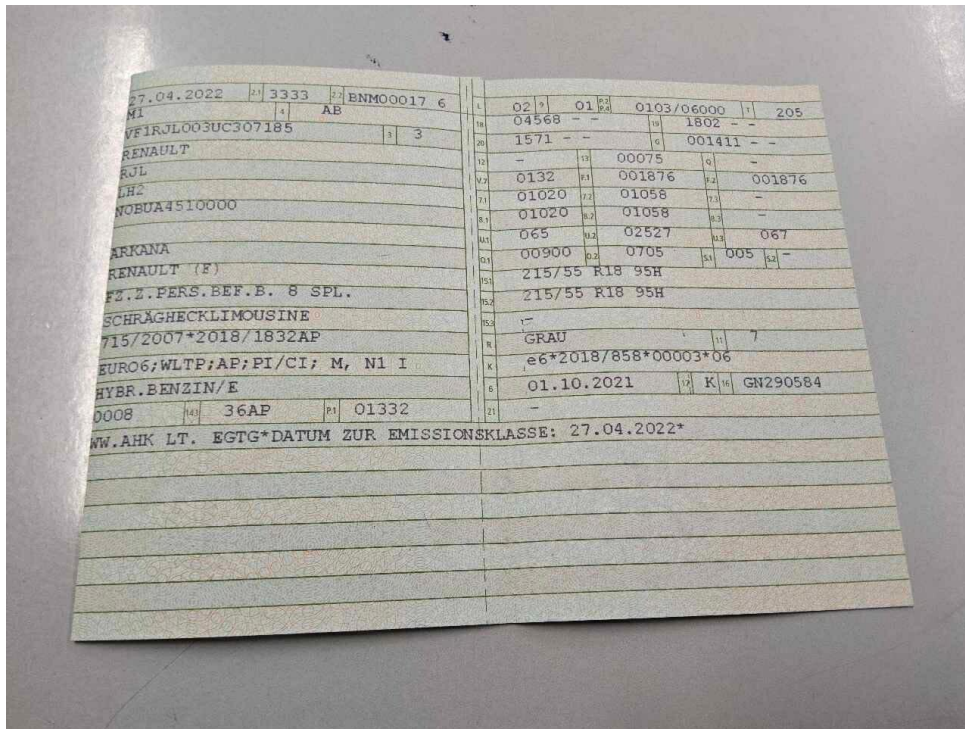 27.04.2022 2.1 3333 2.2 BNM00017 6
M1 4 AB
VF1RJL003UC307185 3 3
RENAULT
RJL
LH2
N0BUA4510000
ARKANA
RENAULT (F)
FZ.Z.PERS.BEF.B. 8 SPL.
SCHRÄGHECKLIMOUSINE
715/2007*2018/1832AP
EURO6;WLTP;AP;PI/CI; M, N1 I
HYBR.BENZIN/E
0008 14.1 36AP P.1 01332
WW.AHK LT. EGTG*DATUM ZUR EMISSIONSKLASSE: 27.04.2022*
L 02 9 01 P.2 P.4 0103/06000 T 205
18 04568 - - 19 1802 - -
20 1571 - - G 001411 - -
12 - 13 00075 Q -
V.7 0132 F.1 001876 F.2 001876
7.1 01020 7.2 01058 7.3 -
8.1 01020 8.2 01058 8.3 -
U.1 065 U.2 02527 U.3 067
O.1 00900 O.2 0705 S.1 005 S.2 -
15.1 215/55 R18 95H
15.2 215/55 R18 95H
15.3 -
R GRAU 11 7
K e6*2018/858*00003*06
6 01.10.2021 17 K 16 GN290584
21 -